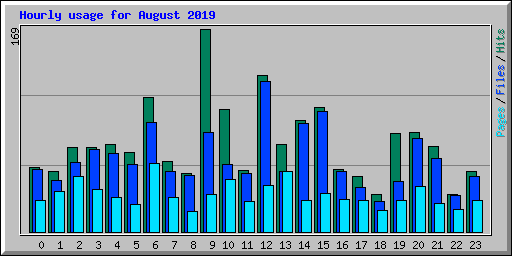 Hourly usage for August 2019
169
Pages/Files/Hits
0 1 2 3 4 5 6 7 8 9 10 11 12 13 14 15 16 17 18 19 20 21 22 23